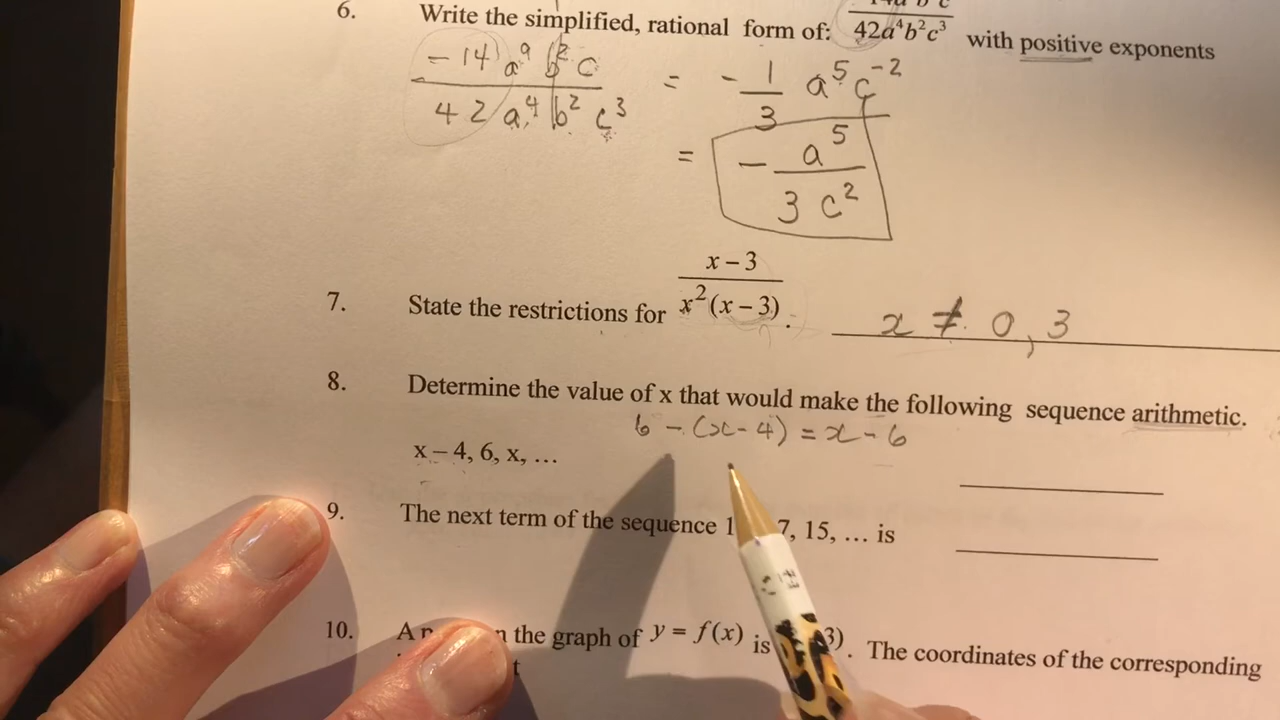 6. Write the simplified, rational form of: 42a⁴b²c³ with positive exponents
-14 a⁹ b² c / 42 a⁴ b² c³ = - 1/3 a⁵ c⁻²
= - a⁵ / 3 c²
7. State the restrictions for x – 3 / x²(x – 3) . x ≠ 0, 3
8. Determine the value of x that would make the following sequence arithmetic.
6 - (x - 4) = x - 6
x – 4, 6, x, …
9. The next term of the sequence 1 7, 15, … is
10. A the graph of y = f(x) is 3). The coordinates of the corresponding